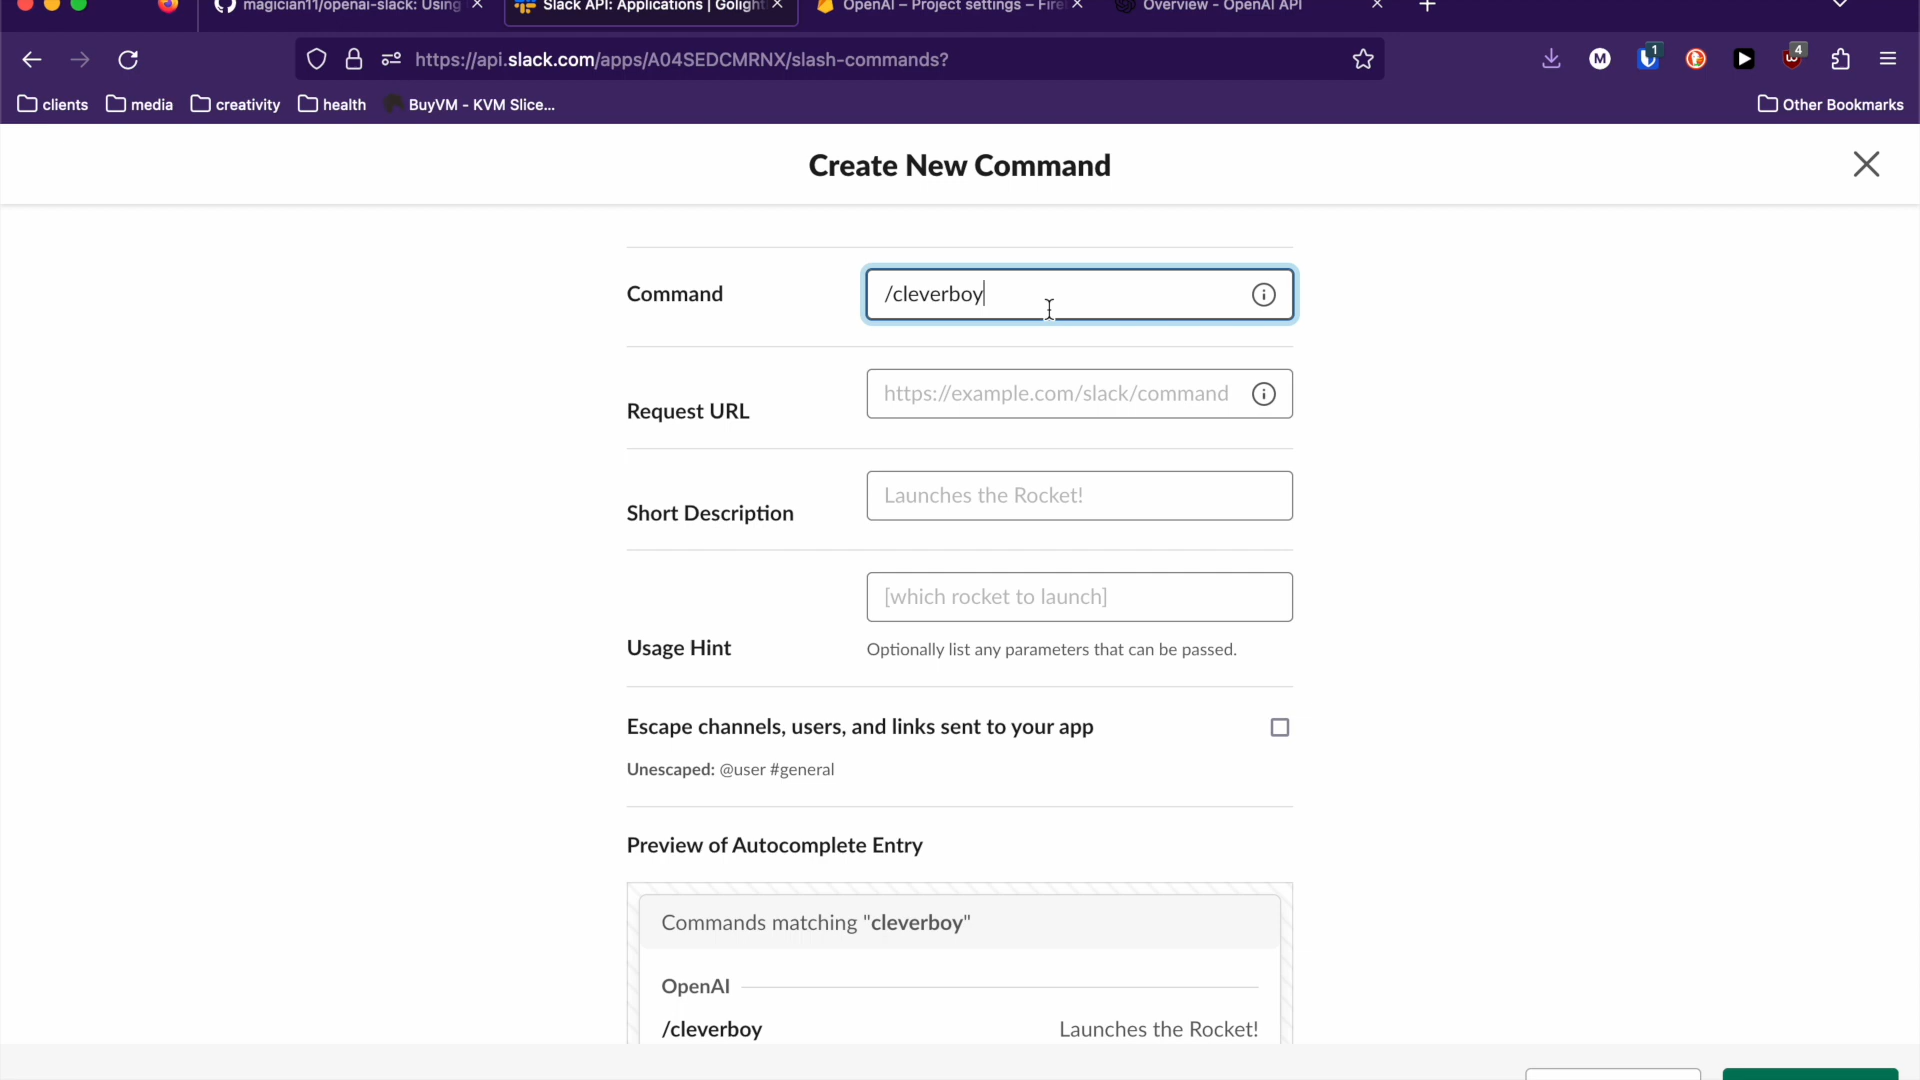 magician11/openai-slack: Using
Slack API: Applications | Golight
OpenAI – Project settings – Fire
Overview - OpenAI API
https://api.slack.com/apps/A04SEDCMRNX/slash-commands?
M
1
4
clients
media
creativity
health
BuyVM - KVM Slice...
Other Bookmarks
Create New Command
Command
/cleverboy
Request URL
https://example.com/slack/command
Short Description
Launches the Rocket!
[which rocket to launch]
Usage Hint
Optionally list any parameters that can be passed.
Escape channels, users, and links sent to your app
Unescaped: @user #general
Preview of Autocomplete Entry
Commands matching "cleverboy"
OpenAI
/cleverboy
Launches the Rocket!